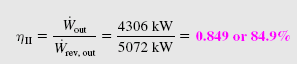 η_II = Ẇ_out / Ẇ_rev, out = 4306 kW / 5072 kW = 0.849 or 84.9%